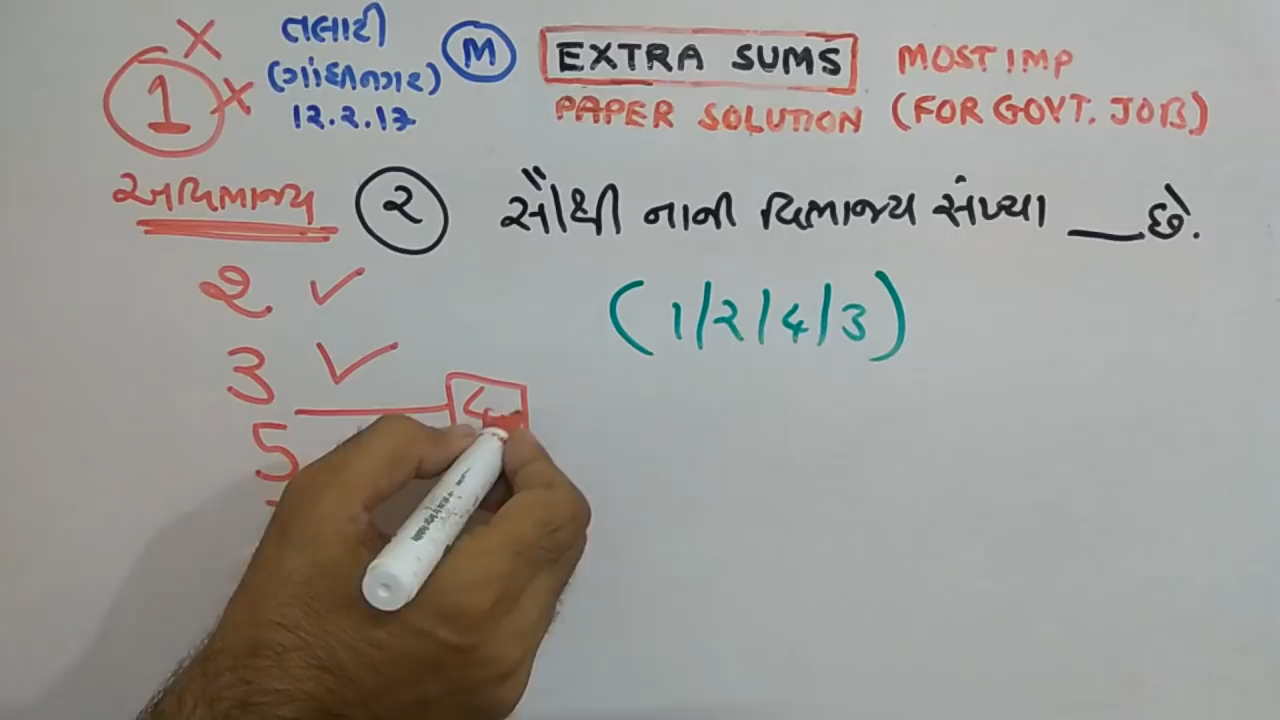 1 × ×
તલાટી
(ગાંધીનગર)
12.2.17
M
EXTRA SUMS
PAPER SOLUTION
MOST IMP
(FOR GOVT. JOB)
અવિભાજ્ય
૨ સૌથી નાની વિભાજ્ય સંખ્યા ___ છે.
(1/2/4/3)
2 ✓
3 ✓
4
5